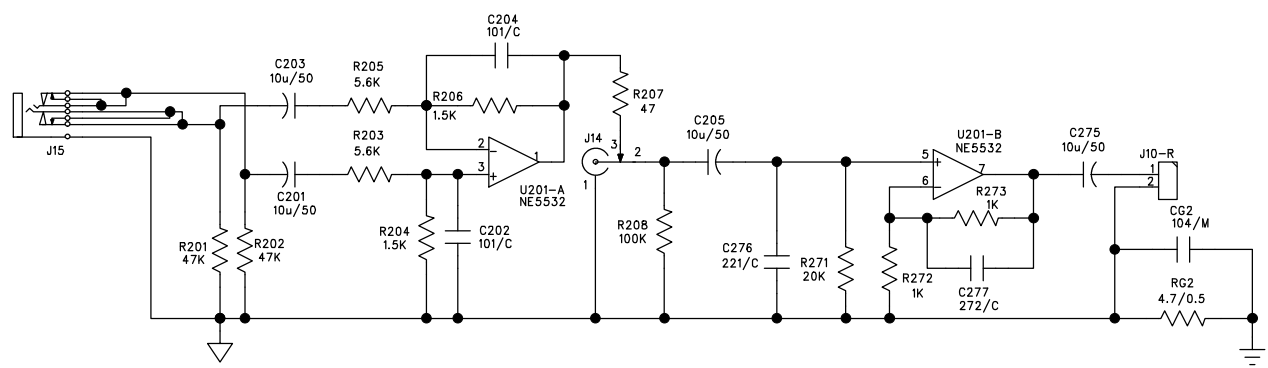 C204
101/C
C203
10u/50
R205
5.6K
R206
1.5K
R207
47
J15
R203
5.6K
2
3
1
U201-A
NE5532
C201
10u/50
J14
3
2
1
C205
10u/50
U201-B
NE5532
5
6
7
C275
10u/50
J10-R
1
2
R273
1K
CG2
104/M
R201
47K
R202
47K
R204
1.5K
C202
101/C
R208
100K
C276
221/C
R271
20K
R272
1K
C277
272/C
RG2
4.7/0.5